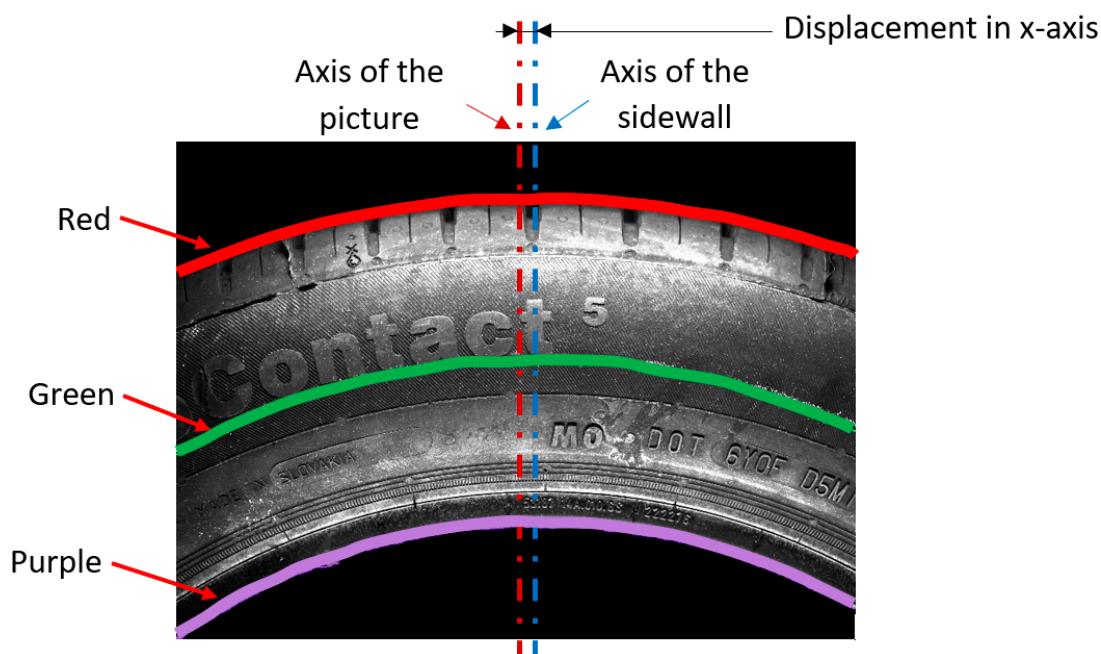 Displacement in x-axis
Axis of the
picture
Axis of the
sidewall
Red
Contact 5
Green
MO DOT 6Y0F D5M
MADE IN SLOVAKIA
Purple